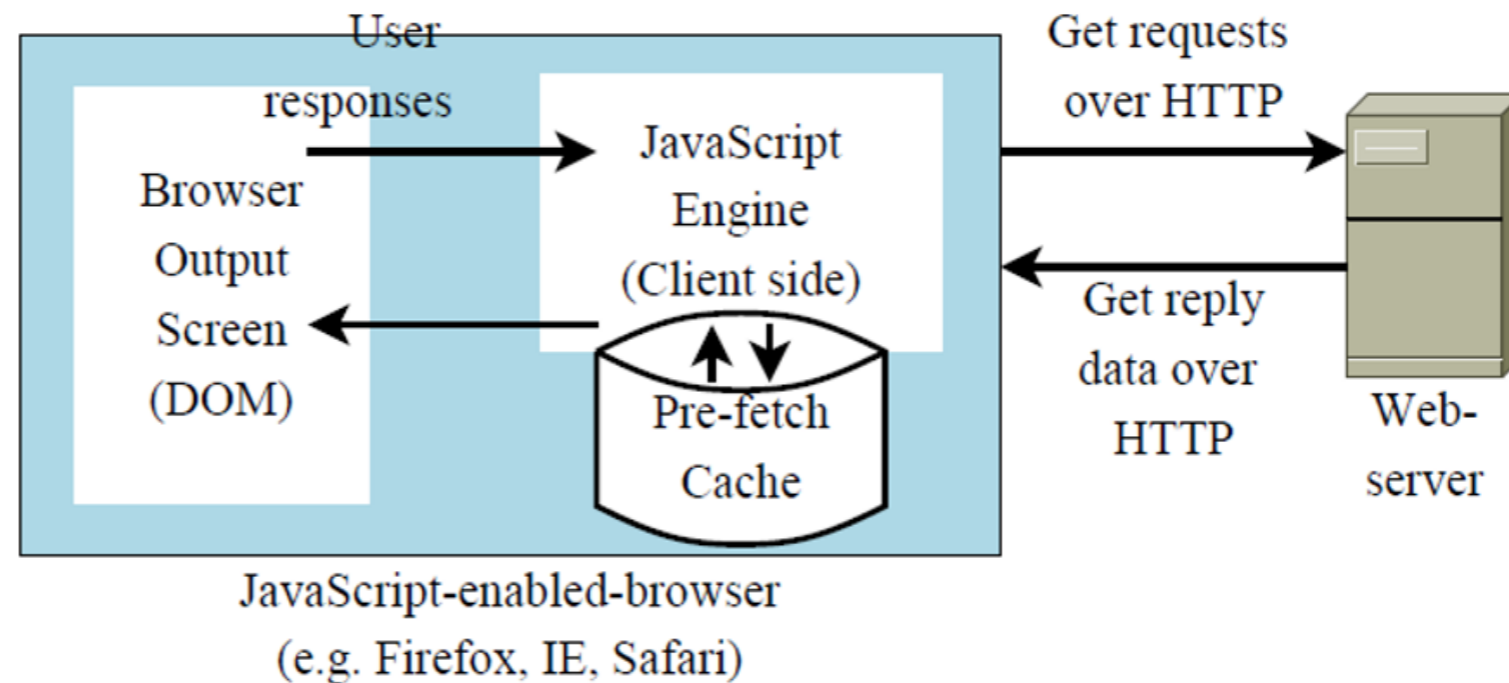 User
responses
Browser
Output
Screen
(DOM)
JavaScript
Engine
(Client side)
Pre-fetch
Cache
JavaScript-enabled-browser
(e.g. Firefox, IE, Safari)
Get requests
over HTTP
Get reply
data over
HTTP
Web-
server